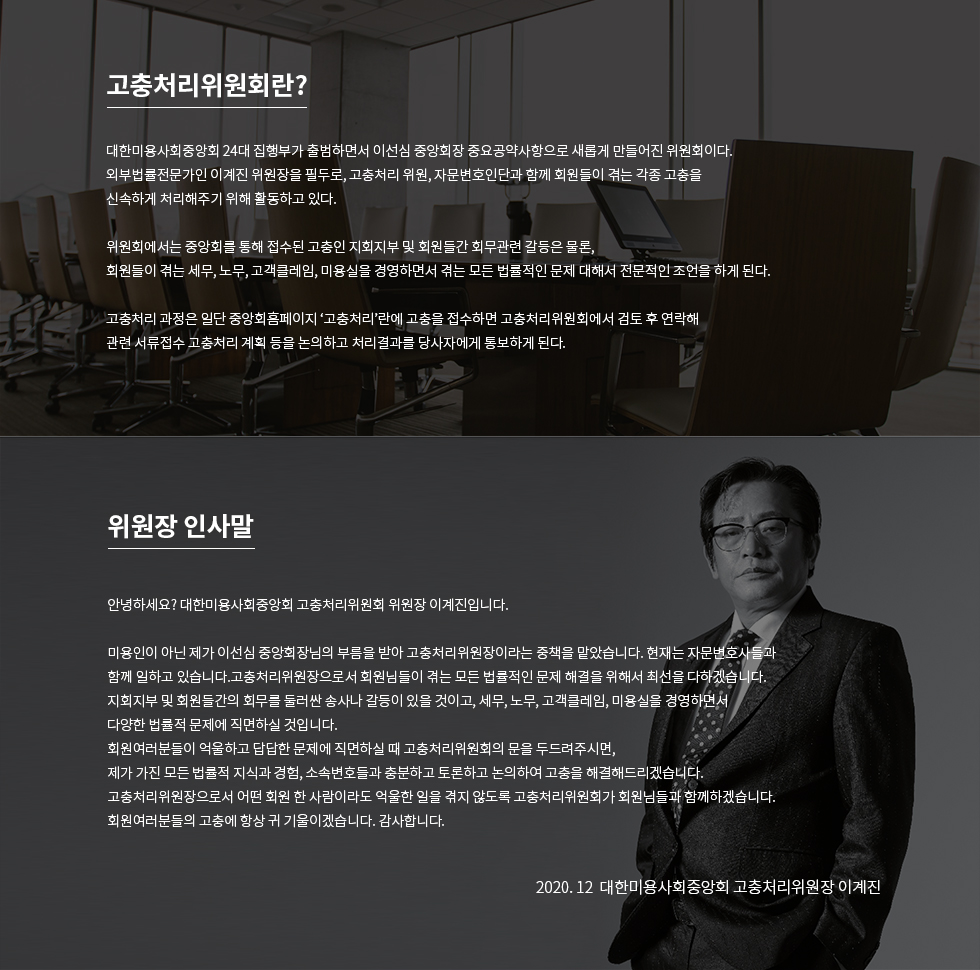 고충처리위원회란?
대한미용사회중앙회 24대 집행부가 출범하면서 이선심 중앙회장 중요공약사항으로 새롭게 만들어진 위원회이다.
외부법률전문가인 이계진 위원장을 필두로, 고충처리 위원, 자문변호인단과 함께 회원들이 겪는 각종 고충을
신속하게 처리해주기 위해 활동하고 있다.
위원회에서는 중앙회를 통해 접수된 고충인 지회지부 및 회원들간 회무관련 갈등은 물론,
회원들이 겪는 세무, 노무, 고객클레임, 미용실을 경영하면서 겪는 모든 법률적인 문제 대해서 전문적인 조언을 하게 된다.
고충처리 과정은 일단 중앙회홈페이지 ‘고충처리’란에 고충을 접수하면 고충처리위원회에서 검토 후 연락해
관련 서류접수 고충처리 계획 등을 논의하고 처리결과를 당사자에게 통보하게 된다.
위원장 인사말
안녕하세요? 대한미용사회중앙회 고충처리위원회 위원장 이계진입니다.
미용인이 아닌 제가 이선심 중앙회장님의 부름을 받아 고충처리위원장이라는 중책을 맡았습니다. 현재는 자문변호사들과
함께 일하고 있습니다.고충처리위원장으로서 회원님들이 겪는 모든 법률적인 문제 해결을 위해서 최선을 다하겠습니다.
지회지부 및 회원들간의 회무를 둘러싼 송사나 갈등이 있을 것이고, 세무, 노무, 고객클레임, 미용실을 경영하면서
다양한 법률적 문제에 직면하실 것입니다.
회원여러분들이 억울하고 답답한 문제에 직면하실 때 고충처리위원회의 문을 두드려주시면,
제가 가진 모든 법률적 지식과 경험, 소속변호들과 충분하고 토론하고 논의하여 고충을 해결해드리겠습니다.
고충처리위원장으로서 어떤 회원 한 사람이라도 억울한 일을 겪지 않도록 고충처리위원회가 회원님들과 함께하겠습니다.
회원여러분들의 고충에 항상 귀 기울이겠습니다. 감사합니다.
2020. 12 대한미용사회중앙회 고충처리위원장 이계진